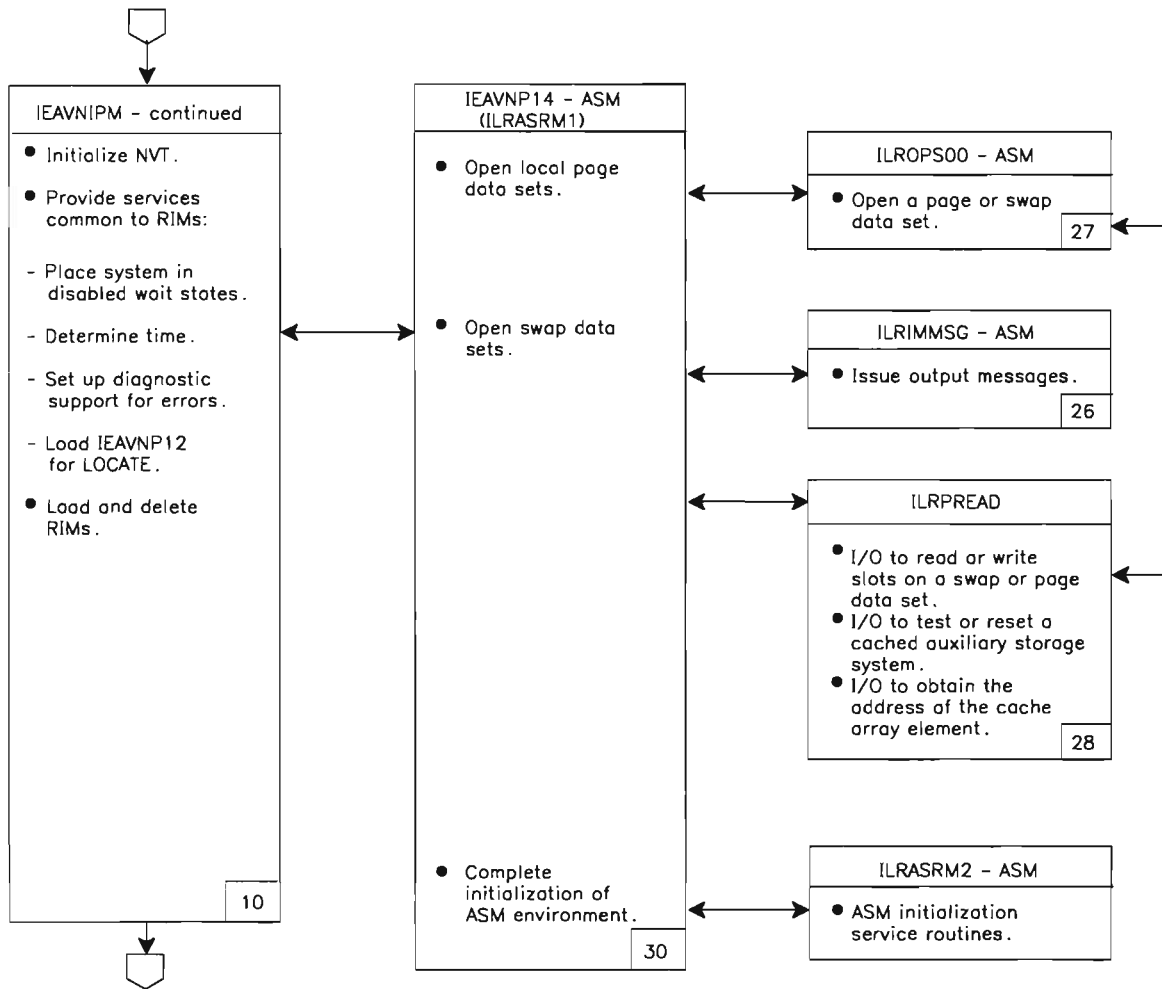 IEAVNIPM - continued
● Initialize NVT.
● Provide services
common to RIMs:
- Place system in
disabled wait states.
- Determine time.
- Set up diagnostic
support for errors.
- Load IEAVNP12
for LOCATE.
● Load and delete
RIMs.
10
IEAVNP14 - ASM
(ILRASRM1)
● Open local page
data sets.
● Open swap data
sets.
● Complete
initialization of
ASM environment.
30
ILROPS00 - ASM
● Open a page or swap
data set.
27
ILRIMMSG - ASM
● Issue output messages.
26
ILRPREAD
● I/O to read or write
slots on a swap or page
data set.
● I/O to test or reset a
cached auxiliary storage
system.
● I/O to obtain the
address of the cache
array element.
28
ILRASRM2 - ASM
● ASM initialization
service routines.